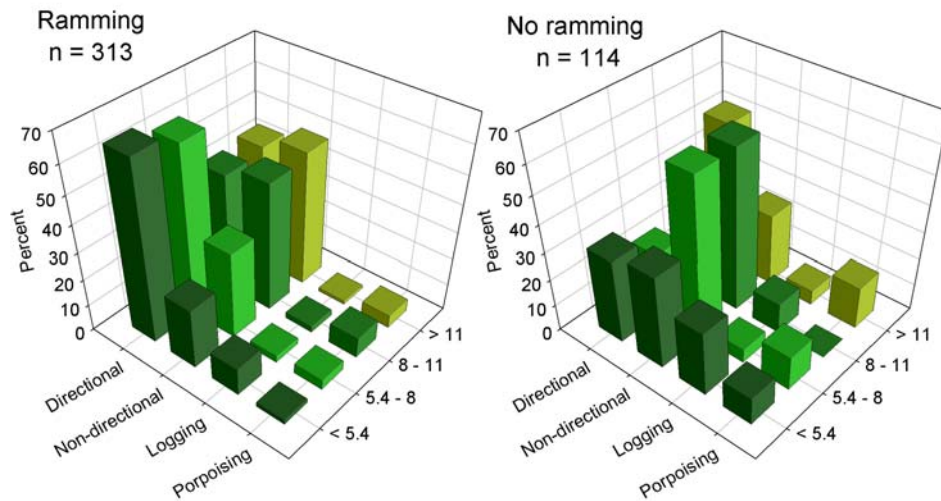 Ramming
n = 313
No ramming
n = 114
Percent
70
60
50
40
30
20
10
0
Directional
Non-directional
Logging
Porpoising
> 11
8 - 11
5.4 - 8
< 5.4
Percent
70
60
50
40
30
20
10
0
Directional
Non-directional
Logging
Porpoising
> 11
8 - 11
5.4 - 8
< 5.4